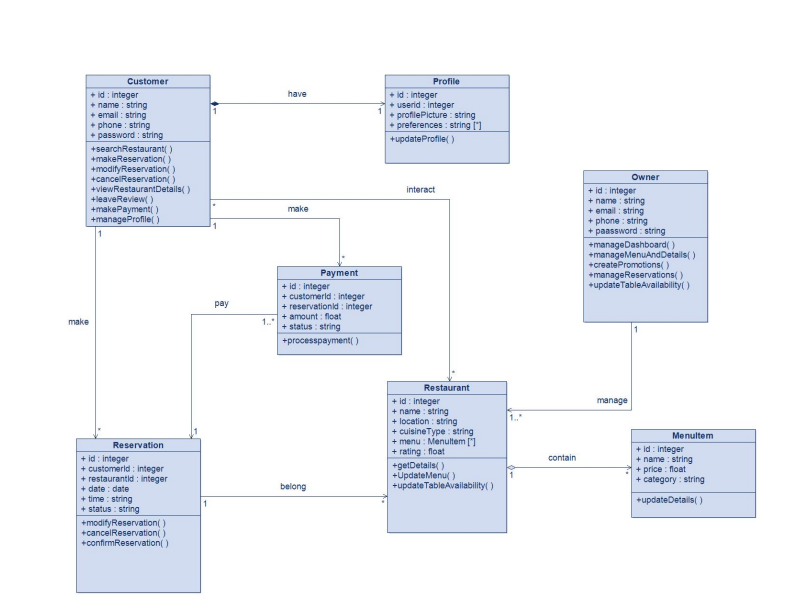 Customer
+ id : integer
+ name : string
+ email : string
+ phone : string
+ password : string
+searchRestaurant( )
+makeReservation( )
+modifyReservation( )
+cancelReservation( )
+viewRestaurantDetails( )
+leaveReview( )
+makePayment( )
+manageProfile( )
have
1
1
Profile
+ id : integer
+ userid : integer
+ profilePicture : string
+ preferences : string [*]
+updateProfile( )
interact
*
make
1
*
1
Owner
+ id : integer
+ name : string
+ email : string
+ phone : string
+ paassword : string
+manageDashboard( )
+manageMenuAndDetails( )
+createPromotions( )
+manageReservations( )
+updateTableAvailability( )
1
Payment
+ id : integer
+ customerId : integer
+ reservationId : integer
+ amount : float
+ status : string
+processpayment( )
pay
1..*
make
*
1
*
Restaurant
+ id : integer
+ name : string
+ location : string
+ cuisineType : string
+ menu : MenuItem [*]
+ rating : float
+getDetails( )
+UpdateMenu( )
+updateTableAvailability( )
manage
1..*
MenuItem
+ id : integer
+ name : string
+ price : float
+ category : string
+updateDetails( )
contain
1
*
Reservation
+ id : integer
+ customerId : integer
+ restaurantId : integer
+ date : date
+ time : string
+ status : string
+modifyReservation( )
+cancelReservation( )
+confirmReservation( )
belong
1
*